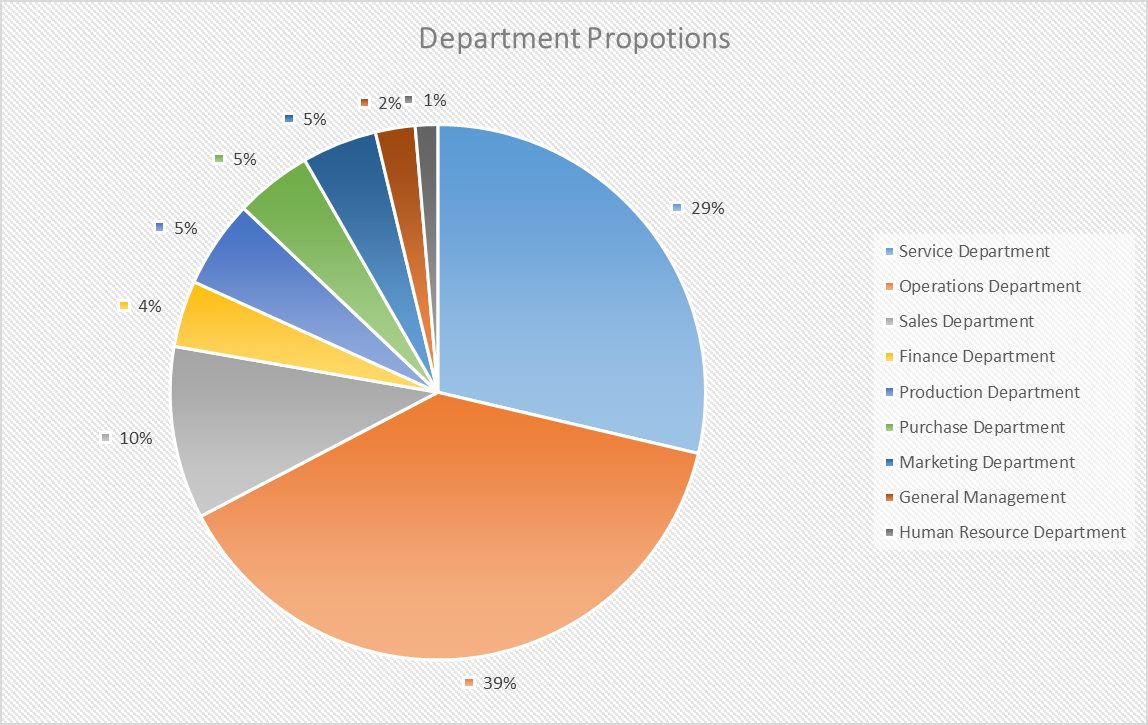 Department Propotions
2%
1%
5%
5%
29%
5%
4%
10%
39%
Service Department
Operations Department
Sales Department
Finance Department
Production Department
Purchase Department
Marketing Department
General Management
Human Resource Department